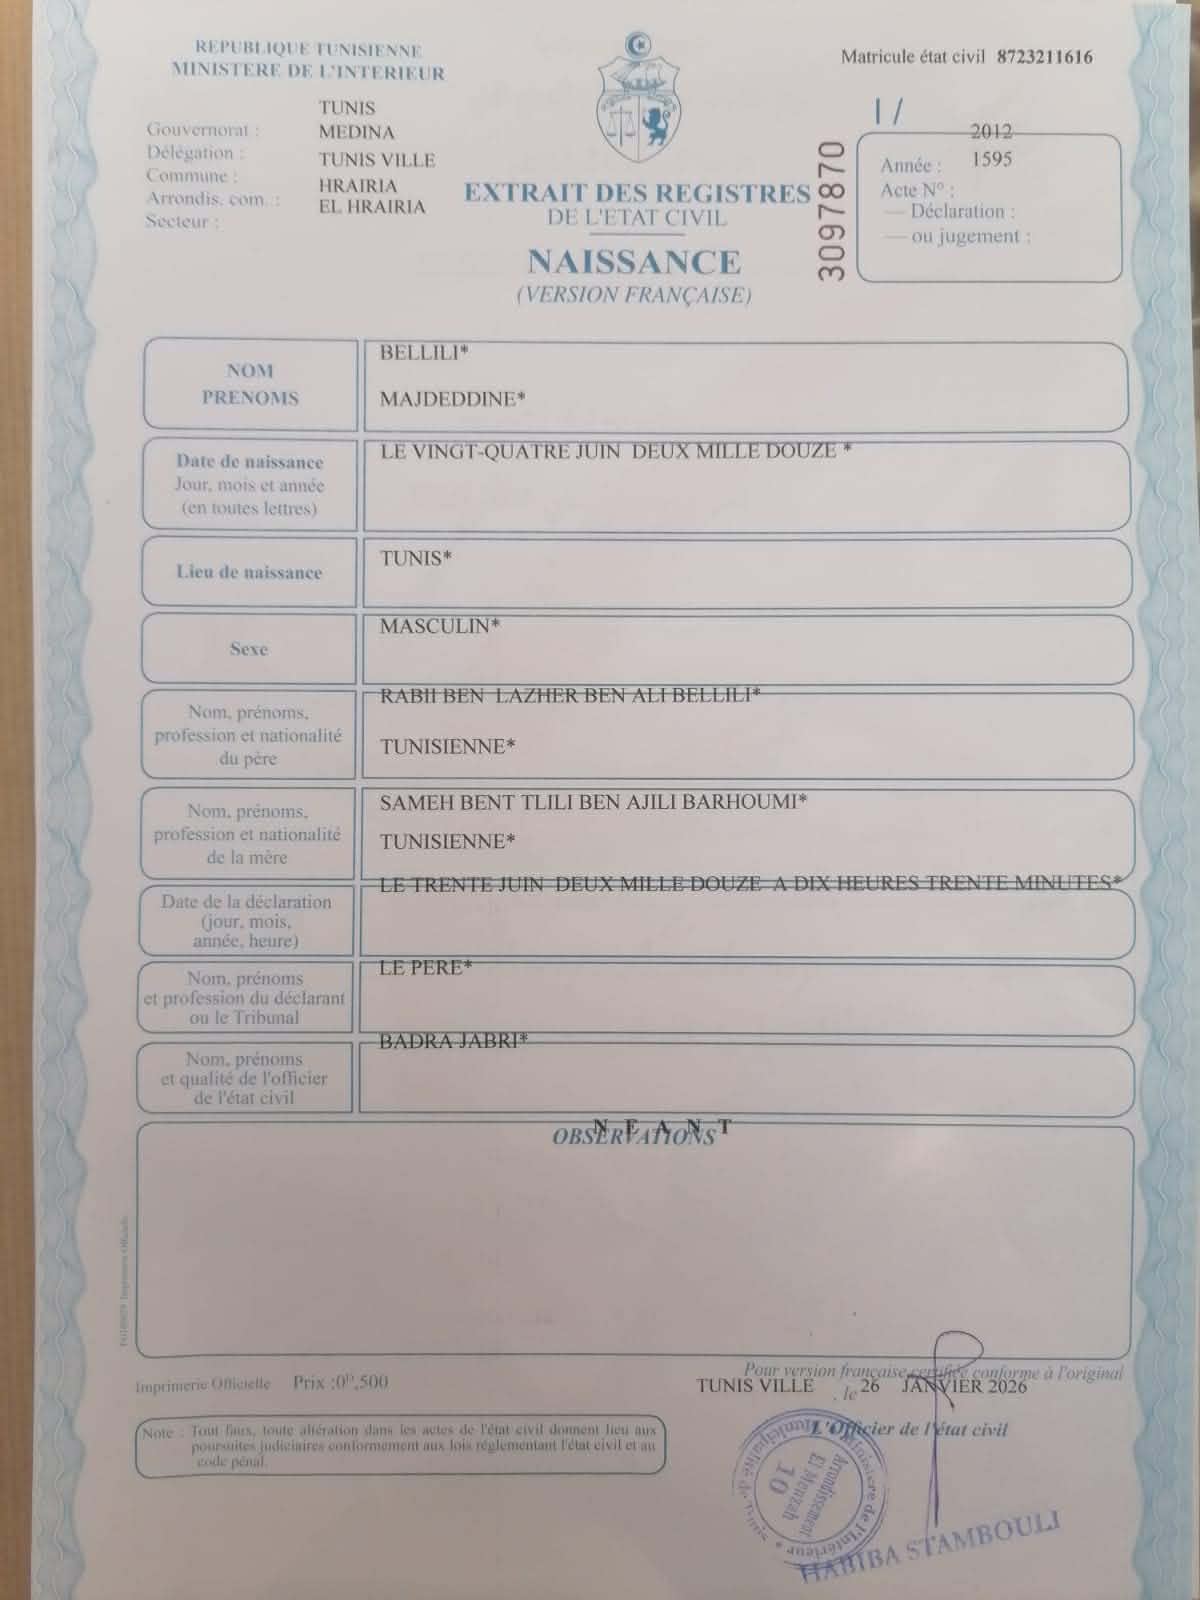 REPUBLIQUE TUNISIENNE
MINISTERE DE L'INTERIEUR
Matricule état civil 8723211616
TUNIS
Gouvernorat : MEDINA
Délégation : TUNIS VILLE
Commune : HRAIRIA
Arrondis. com. : EL HRAIRIA
Secteur :
EXTRAIT DES REGISTRES
DE L'ETAT CIVIL
NAISSANCE
(VERSION FRANÇAISE)
3097870
1 /
2012
Année : 1595
Acte N° :
— Déclaration :
— ou jugement :
NOM
PRENOMS
BELLILI*
MAJDEDDINE*
Date de naissance
Jour, mois et année
(en toutes lettres)
LE VINGT-QUATRE JUIN DEUX MILLE DOUZE *
Lieu de naissance
TUNIS*
Sexe
MASCULIN*
Nom, prénoms,
profession et nationalité
du père
RABII BEN LAZHER BEN ALI BELLILI*
TUNISIENNE*
Nom, prénoms,
profession et nationalité
de la mère
SAMEH BENT TLILI BEN AJILI BARHOUMI*
TUNISIENNE*
Date de la déclaration
(jour, mois,
année, heure)
LE TRENTE JUIN DEUX MILLE DOUZE A DIX HEURES TRENTE MINUTES*
Nom, prénoms
et profession du déclarant
ou le Tribunal
LE PERE*
Nom, prénoms
et qualité de l'officier
de l'état civil
BADRA JABRI*
N E A N T
OBSERVATIONS
Imprimerie Officielle
Imprimerie Officielle Prix :0ᴰ,500
Pour version française certifiée conforme à l'original
TUNIS VILLE , le 26 JANVIER 2026
L'Officier de l'état civil
Note : Tout faux, toute altération dans les actes de l'état civil donnent lieu aux
poursuites judiciaires conformement aux lois réglementant l'état civil et au
code pénal.
Ministere de l'Intérieur
Municipalité de
Arrondissement
El Menzah
10
HABIBA STAMBOULI